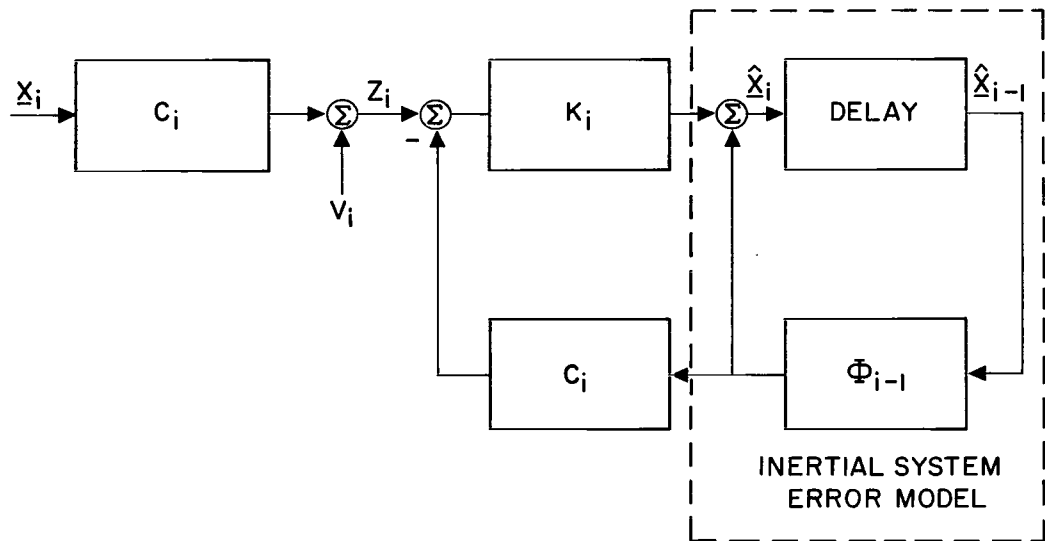 X̲ᵢ
Cᵢ
Σ
Vᵢ
Zᵢ
Σ
−
Kᵢ
Σ
X̲̂ᵢ
DELAY
X̲̂ᵢ₋₁
Cᵢ
Φᵢ₋₁
INERTIAL SYSTEM
ERROR MODEL